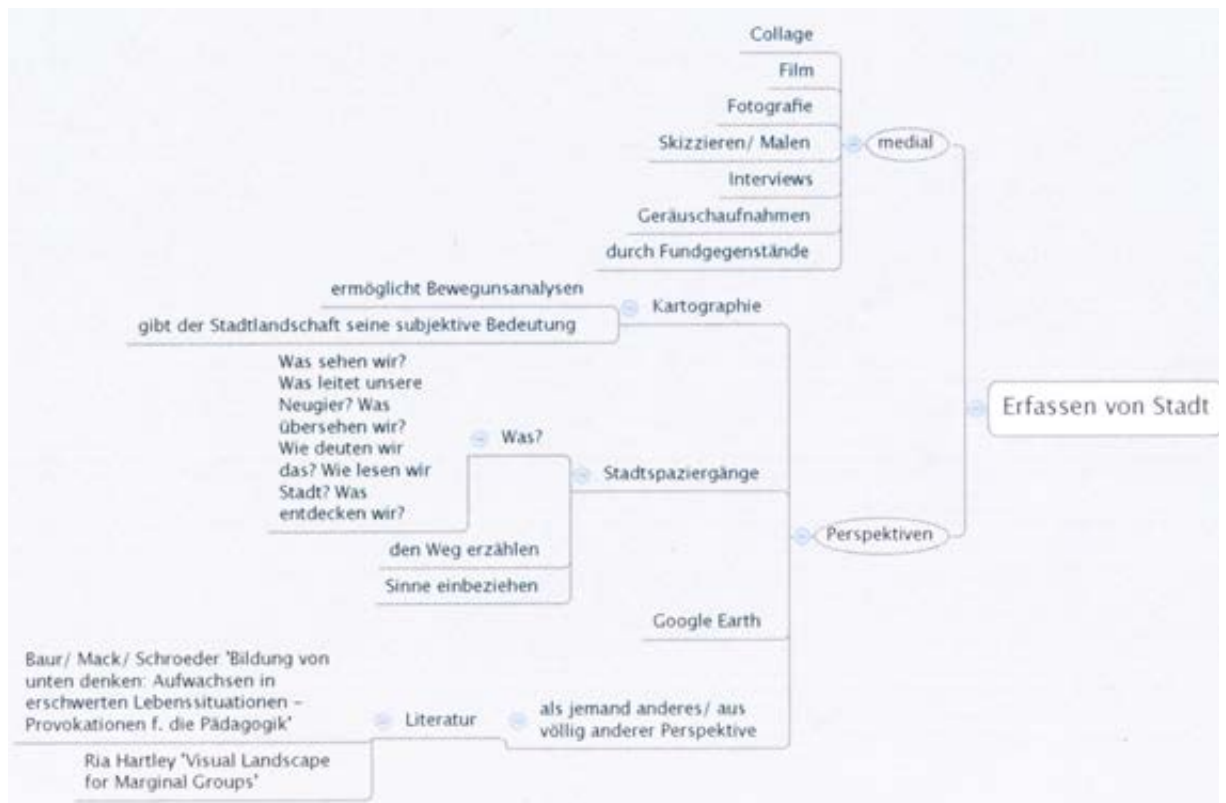 Collage
Film
Fotografie
Skizzieren/ Malen
medial
Interviews
Geräuschaufnahmen
durch Fundgegenstände
ermöglicht Bewegunsanalysen
Kartographie
gibt der Stadtlandschaft seine subjektive Bedeutung
Was sehen wir?
Was leitet unsere
Neugier? Was
übersehen wir?
Wie deuten wir
das? Wie lesen wir
Stadt? Was
entdecken wir?
Was?
Stadtspaziergänge
den Weg erzählen
Sinne einbeziehen
Erfassen von Stadt
Perspektiven
Google Earth
Baur/ Mack/ Schroeder "Bildung von
unten denken: Aufwachsen in
erschwerten Lebenssituationen –
Provokationen f. die Pädagogik"
Literatur
als jemand anderes/ aus
völlig anderer Perspektive
Ria Hartley "Visual Landscape
for Marginal Groups"